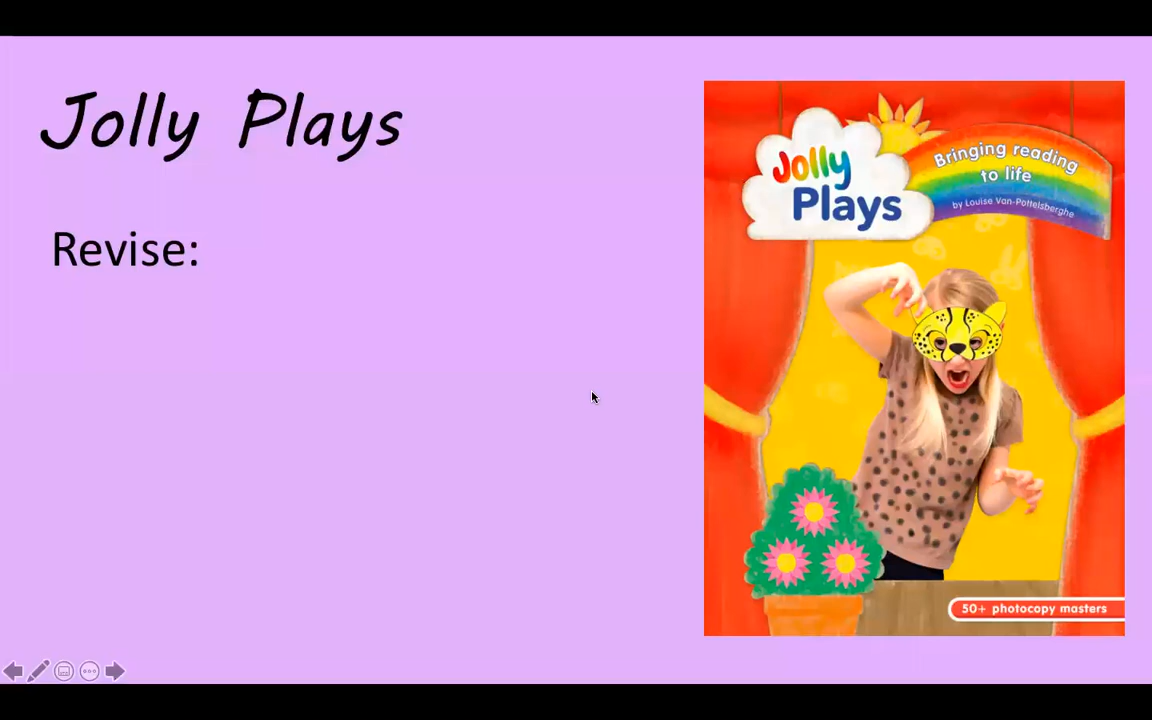 Jolly Plays
Revise:
Jolly
Plays
Bringing reading
to life
by Louise Van-Pottelsberghe
50+ photocopy masters